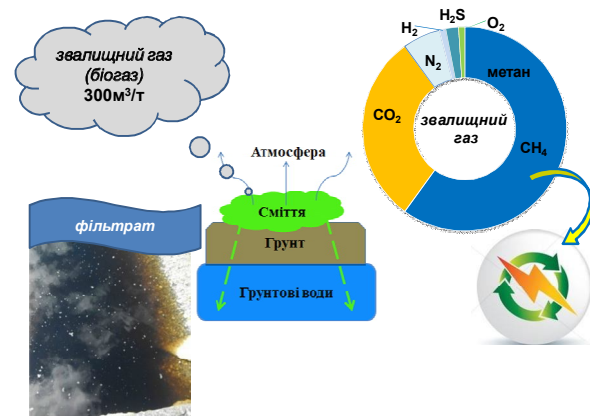 звалищний газ
(біогаз)
300м³/т
H₂
H₂S
O₂
N₂
метан
CO₂
звалищний
газ
CH₄
Атмосфера
Сміття
фільтрат
Грунт
Грунтові води